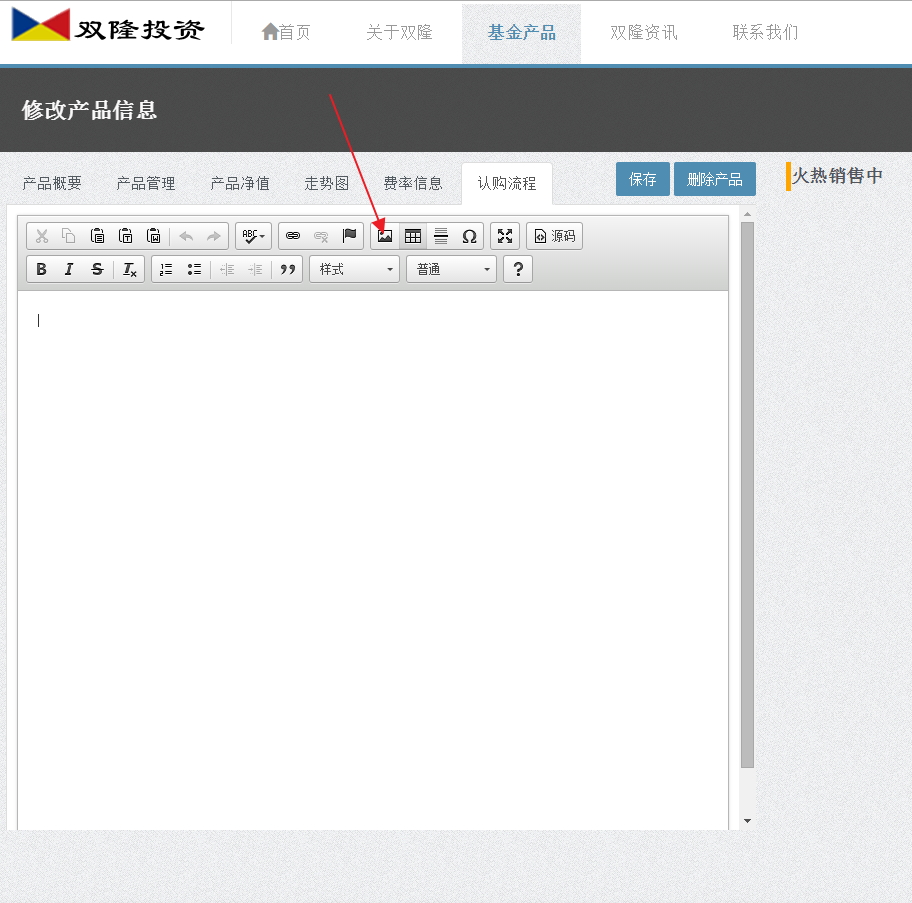 双隆投资
首页 关于双隆 基金产品 双隆资讯 联系我们
修改产品信息
产品概要 产品管理 产品净值 走势图 费率信息 认购流程 保存 删除产品 火热销售中
ABC Ω 源码
B I S Tx 样式 普通 ?